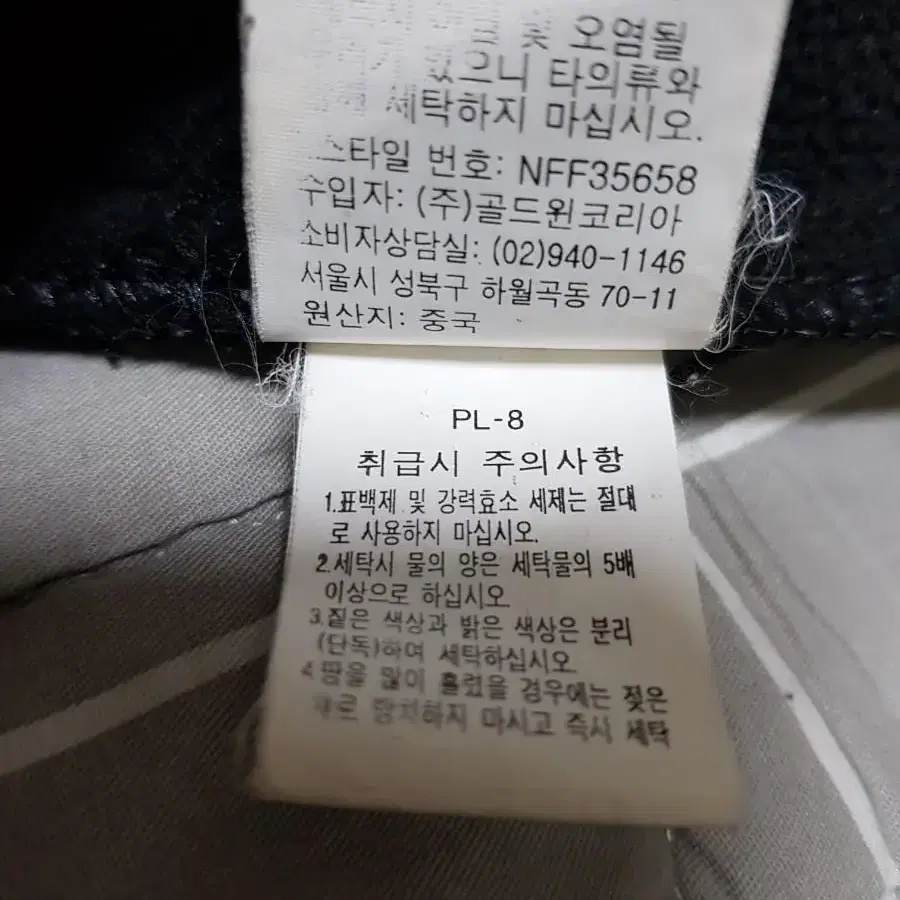 및 오염될
있으니 타의류와
세탁하지 마십시오.
스타일 번호: NFF35658
수입자: (주)골드윈코리아
소비자상담실: (02)940-1146
서울시 성북구 하월곡동 70-11
원산지: 중국
PL-8
취급시 주의사항
1.표백제 및 강력효소 세제는 절대
로 사용하지 마십시오.
2.세탁시 물의 양은 세탁물의 5배
이상으로 하십시오
3.짙은 색상과 밝은 색상은 분리
(단독)하여 세탁하십시오
4.땀을 많이 흘렸을 경우에는 젖은
채로 방치하지 마시고 즉시 세탁